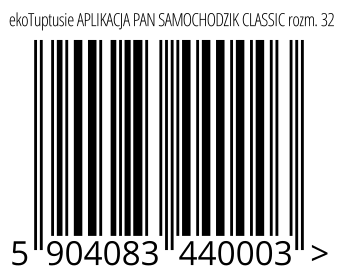 ekoTuptusie APLIKACJA PAN SAMOCHODZIK CLASSIC rozm. 32
5 904083 440003 >